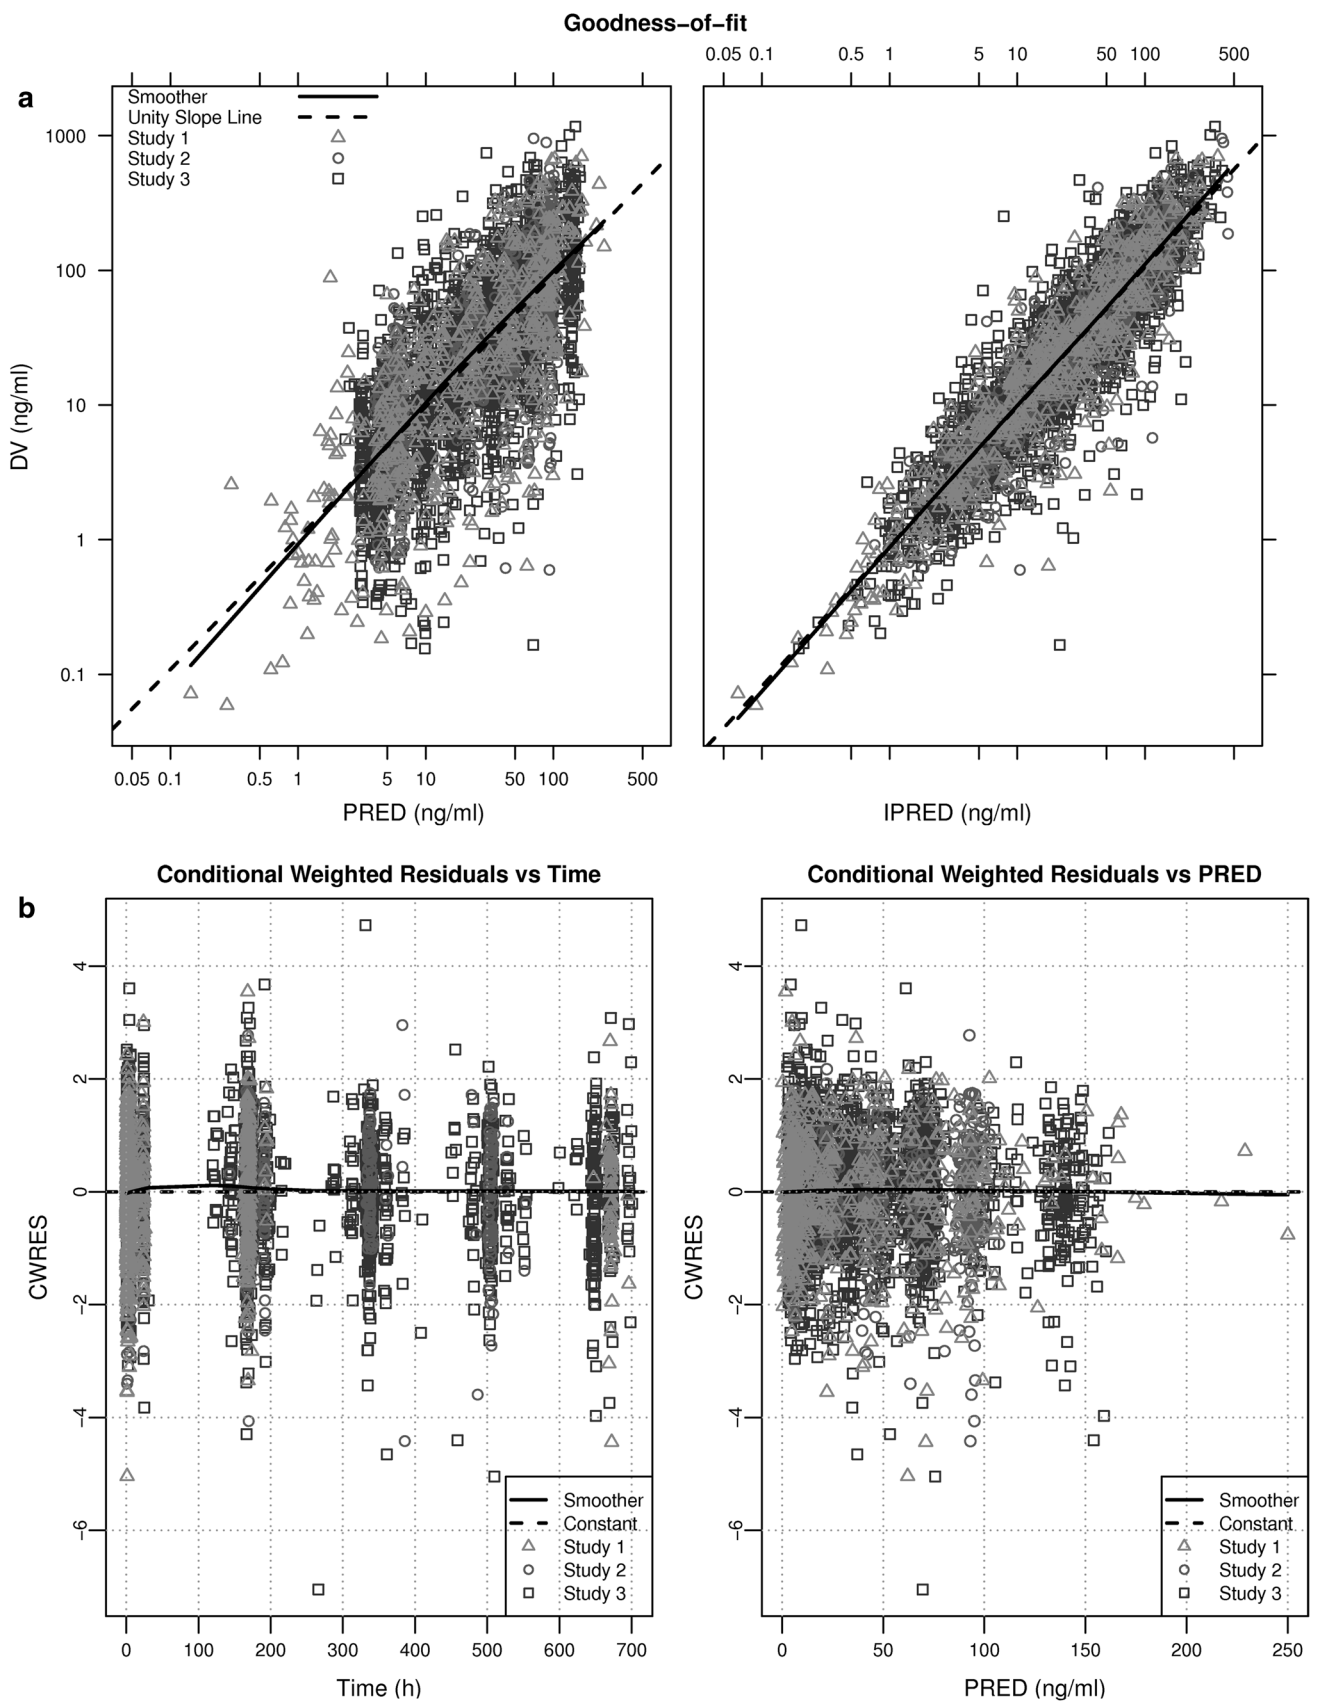 Goodness−of−fit
0.05 0.1 0.5 1 5 10 50 100 500
a
Smoother
Unity Slope Line
Study 1
Study 2
Study 3
1000
100
10
1
0.1
DV (ng/ml)
0.05 0.1 0.5 1 5 10 50 100 500
PRED (ng/ml)
IPRED (ng/ml)
b
Conditional Weighted Residuals vs Time
4
2
0
−2
−4
−6
CWRES
Smoother
Constant
Study 1
Study 2
Study 3
0 100 200 300 400 500 600 700
Time (h)
Conditional Weighted Residuals vs PRED
4
2
0
−2
−4
−6
CWRES
Smoother
Constant
Study 1
Study 2
Study 3
0 50 100 150 200 250
PRED (ng/ml)